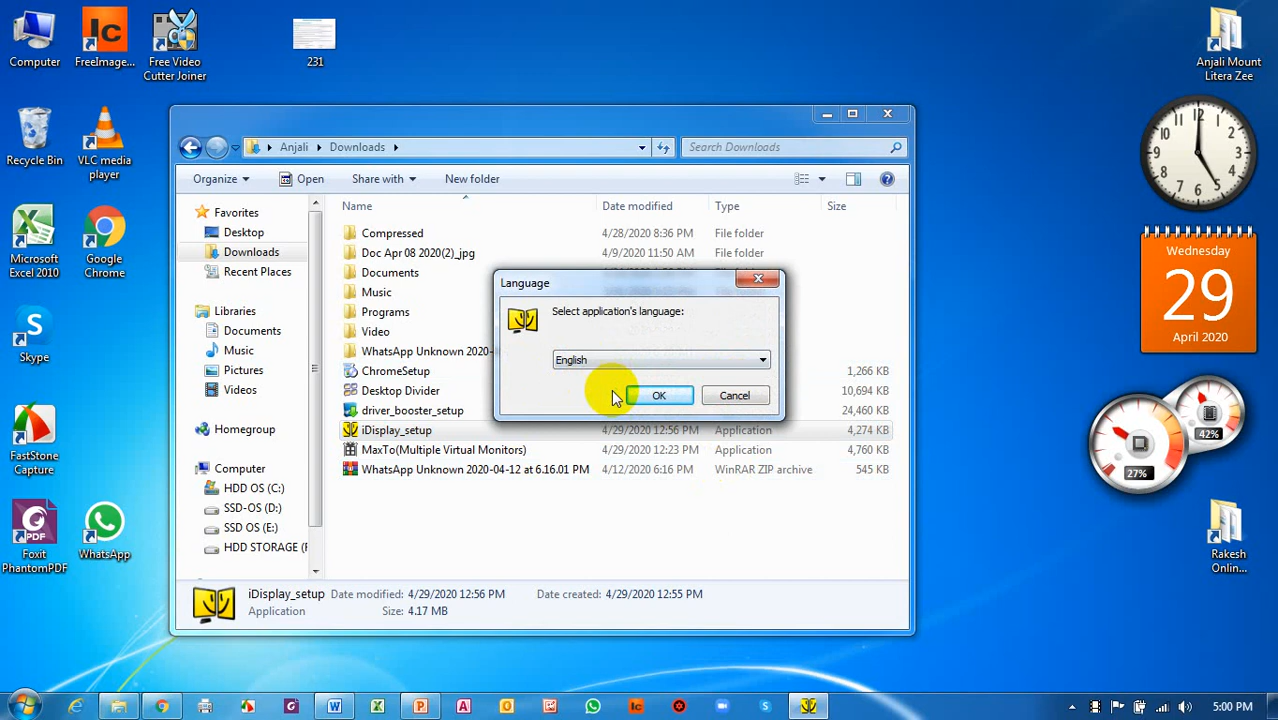 Computer
FreeImage...
Free Video
Cutter Joiner
231
Anjali Mount
Litera Zee
Recycle Bin
VLC media
player
Microsoft
Excel 2010
Google
Chrome
Skype
FastStone
Capture
Foxit
PhantomPDF
WhatsApp
Anjali
Downloads
Search Downloads
Organize
Open
Share with
New folder
Name
Date modified
Type
Size
Favorites
Desktop
Downloads
Recent Places
Libraries
Documents
Music
Pictures
Videos
Homegroup
Computer
HDD OS (C:)
SSD-OS (D:)
SSD OS (E:)
HDD STORAGE (F
Compressed 4/28/2020 8:36 PM File folder
Doc Apr 08 2020(2)_jpg 4/9/2020 11:50 AM File folder
Documents
Music
Programs
Video
WhatsApp Unknown 2020-
ChromeSetup 1,266 KB
Desktop Divider 10,694 KB
driver_booster_setup 24,460 KB
iDisplay_setup 4/29/2020 12:56 PM Application 4,274 KB
MaxTo(Multiple Virtual Monitors) 4/29/2020 12:23 PM Application 4,760 KB
WhatsApp Unknown 2020-04-12 at 6.16.01 PM 4/12/2020 6:16 PM WinRAR ZIP archive 545 KB
Language
Select application's language:
English
OK
Cancel
iDisplay_setup Date modified: 4/29/2020 12:56 PM Date created: 4/29/2020 12:55 PM
Application Size: 4.17 MB
12
1
2
3
4
5
6
7
8
9
10
11
Wednesday
29
April 2020
42%
27%
Rakesh
Onlin...
5:00 PM